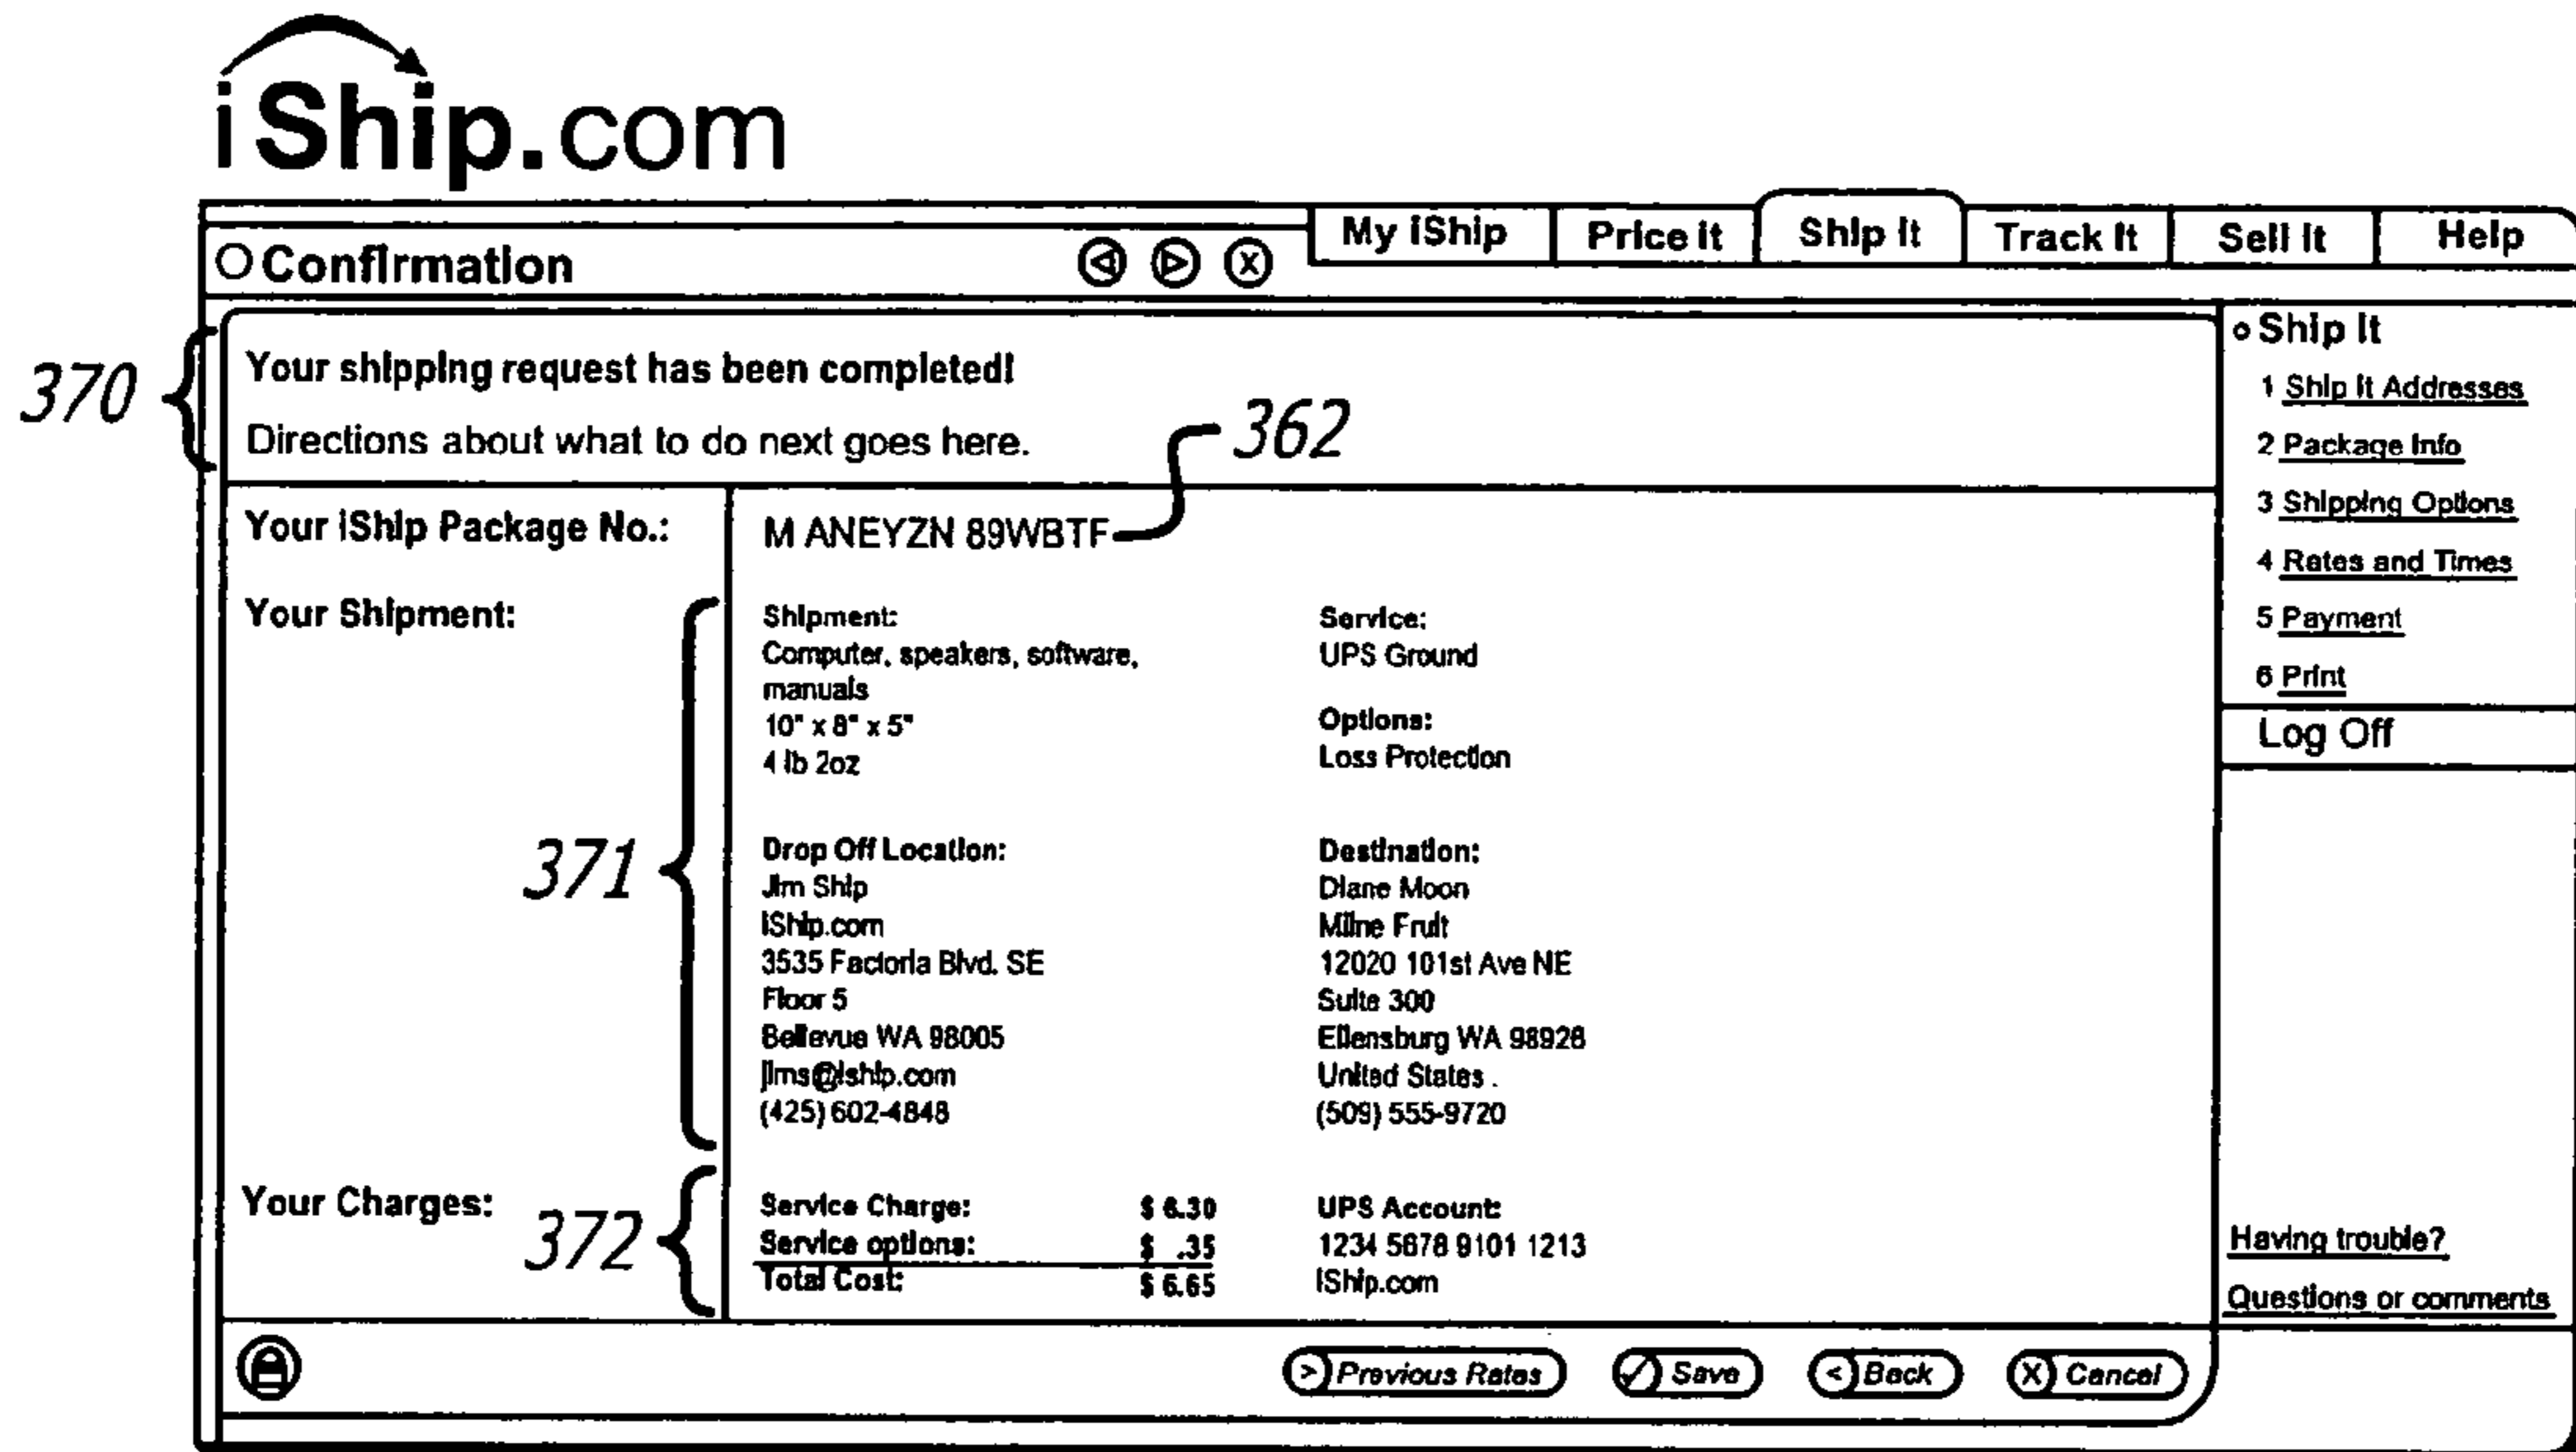 iShip.com
Confirmation
My iShip
Price It
Ship It
Track It
Sell It
Help
370
Your shipping request has been completed!
Directions about what to do next goes here.
362
Your iShip Package No.:
M ANEYZN 89WBTF
Your Shipment:
371
Shipment:
Computer, speakers, software,
manuals
10" x 8" x 5"
4 lb 2oz
Service:
UPS Ground
Options:
Loss Protection
Drop Off Location:
Jim Ship
iShip.com
3535 Factoria Blvd. SE
Floor 5
Bellevue WA 98005
jims@iship.com
(425) 602-4848
Destination:
Diane Moon
Milne Fruit
12020 101st Ave NE
Suite 300
Ellensburg WA 98926
United States .
(509) 555-9720
Your Charges:
372
Service Charge: $ 6.30
Service options: $ .35
Total Cost: $ 6.65
UPS Account:
1234 5678 9101 1213
iShip.com
> Previous Rates
Save
< Back
X Cancel
Ship It
1 Ship It Addresses
2 Package Info
3 Shipping Options
4 Rates and Times
5 Payment
6 Print
Log Off
Having trouble?
Questions or comments